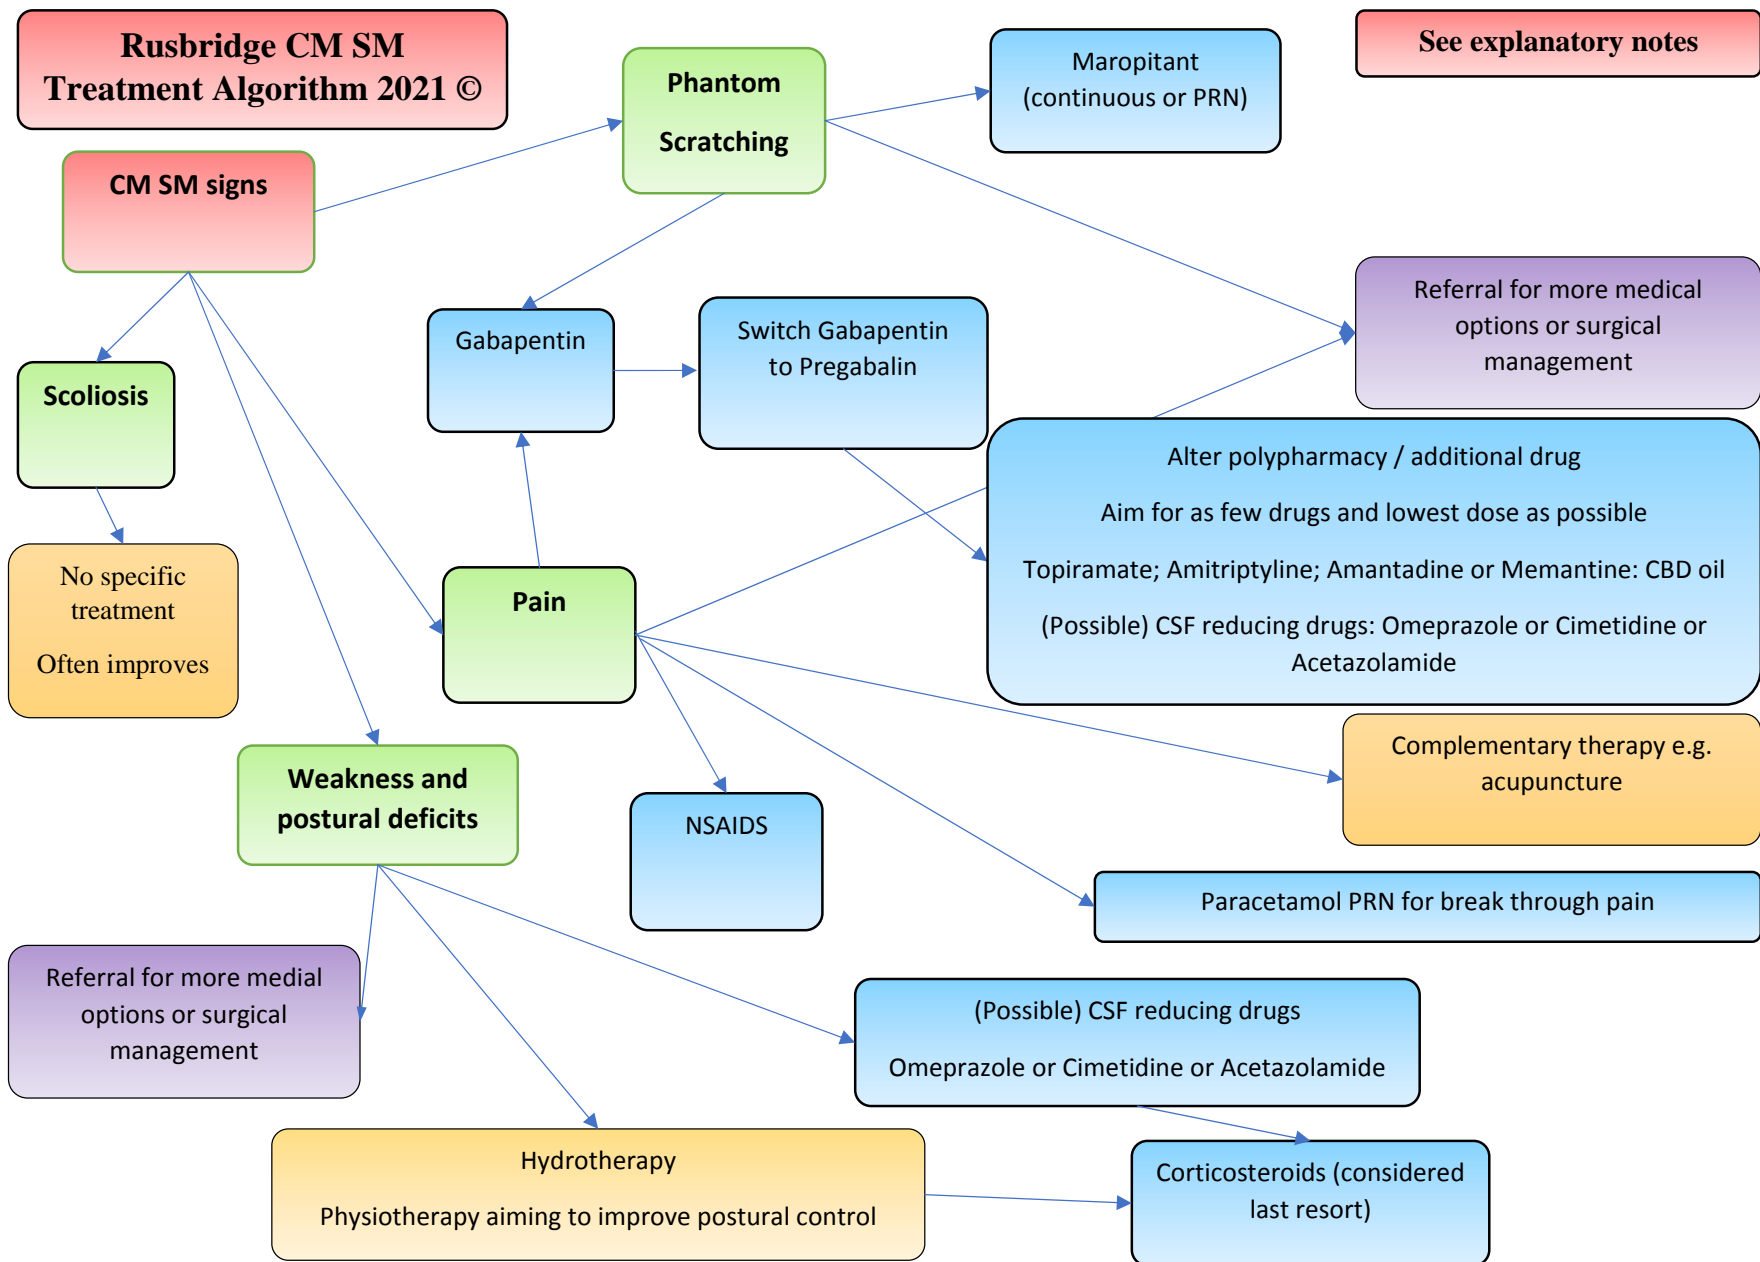 Rusbridge CM SM
Treatment Algorithm 2021 ©
Phantom
Scratching
Maropitant
(continuous or PRN)
See explanatory notes
CM SM signs
Gabapentin
Switch Gabapentin
to Pregabalin
Referral for more medical
options or surgical
management
Scoliosis
Alter polypharmacy / additional drug
Aim for as few drugs and lowest dose as possible
Topiramate; Amitriptyline; Amantadine or Memantine: CBD oil
(Possible) CSF reducing drugs: Omeprazole or Cimetidine or
Acetazolamide
No specific
treatment
Often improves
Pain
Complementary therapy e.g.
acupuncture
Weakness and
postural deficits
NSAIDS
Paracetamol PRN for break through pain
Referral for more medial
options or surgical
management
(Possible) CSF reducing drugs
Omeprazole or Cimetidine or Acetazolamide
Hydrotherapy
Physiotherapy aiming to improve postural control
Corticosteroids (considered
last resort)